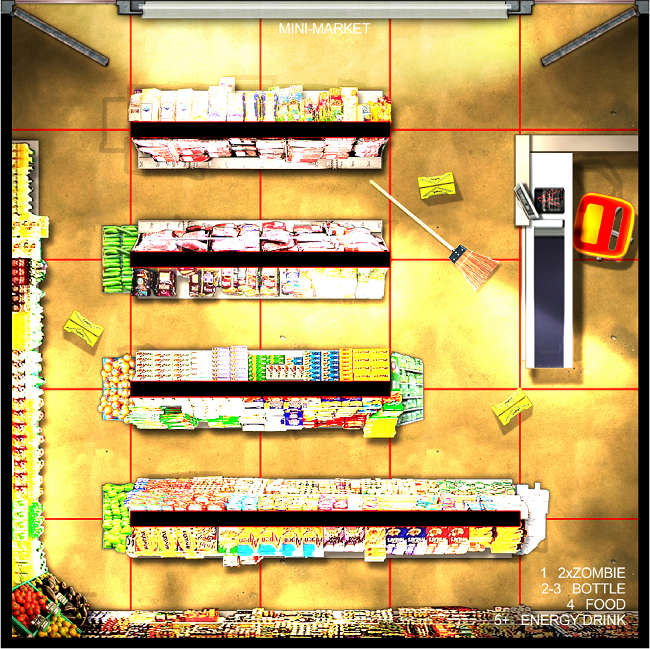 MINI-MARKET
1 2xZOMBIE
2-3 BOTTLE
4 FOOD
5+ ENERGY DRINK